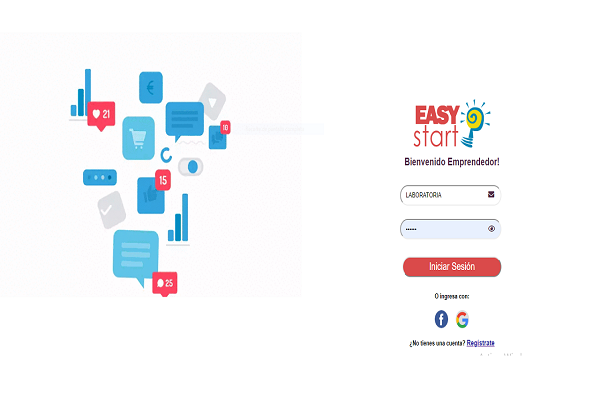 21
10
15
25
EASY
start
Bienvenido Emprendedor!
LABORATORIA
Iniciar Sesión
O ingresa con:
¿No tienes una cuenta? Registrate